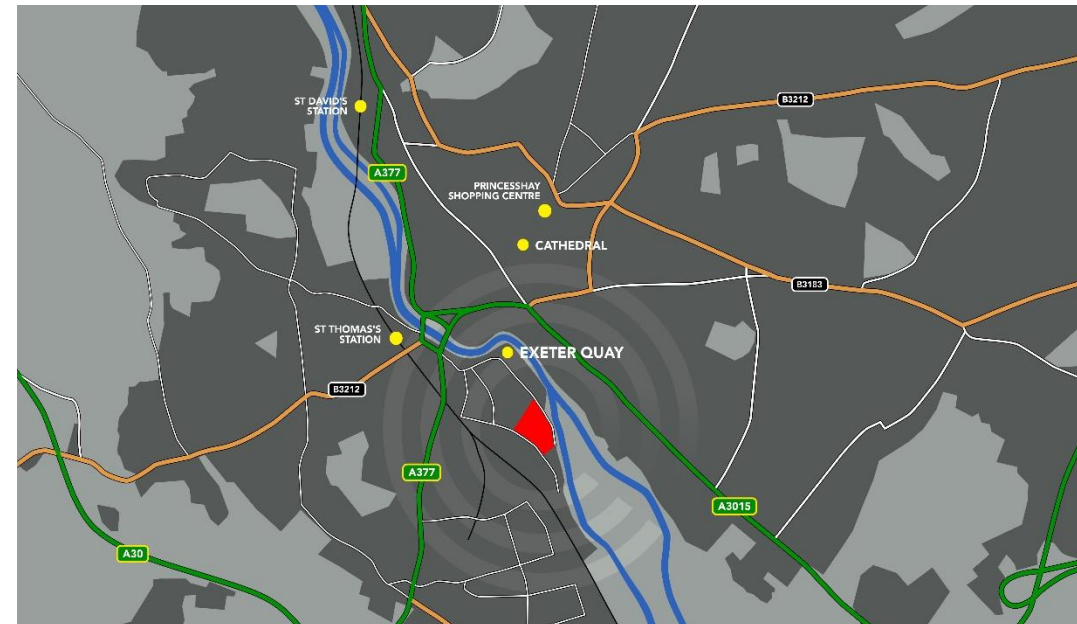 B3212
ST DAVID'S
STATION
A377
PRINCESSHAY
SHOPPING CENTRE
CATHEDRAL
B3183
ST THOMAS'S
STATION
EXETER QUAY
B3212
A377
A3015
A30